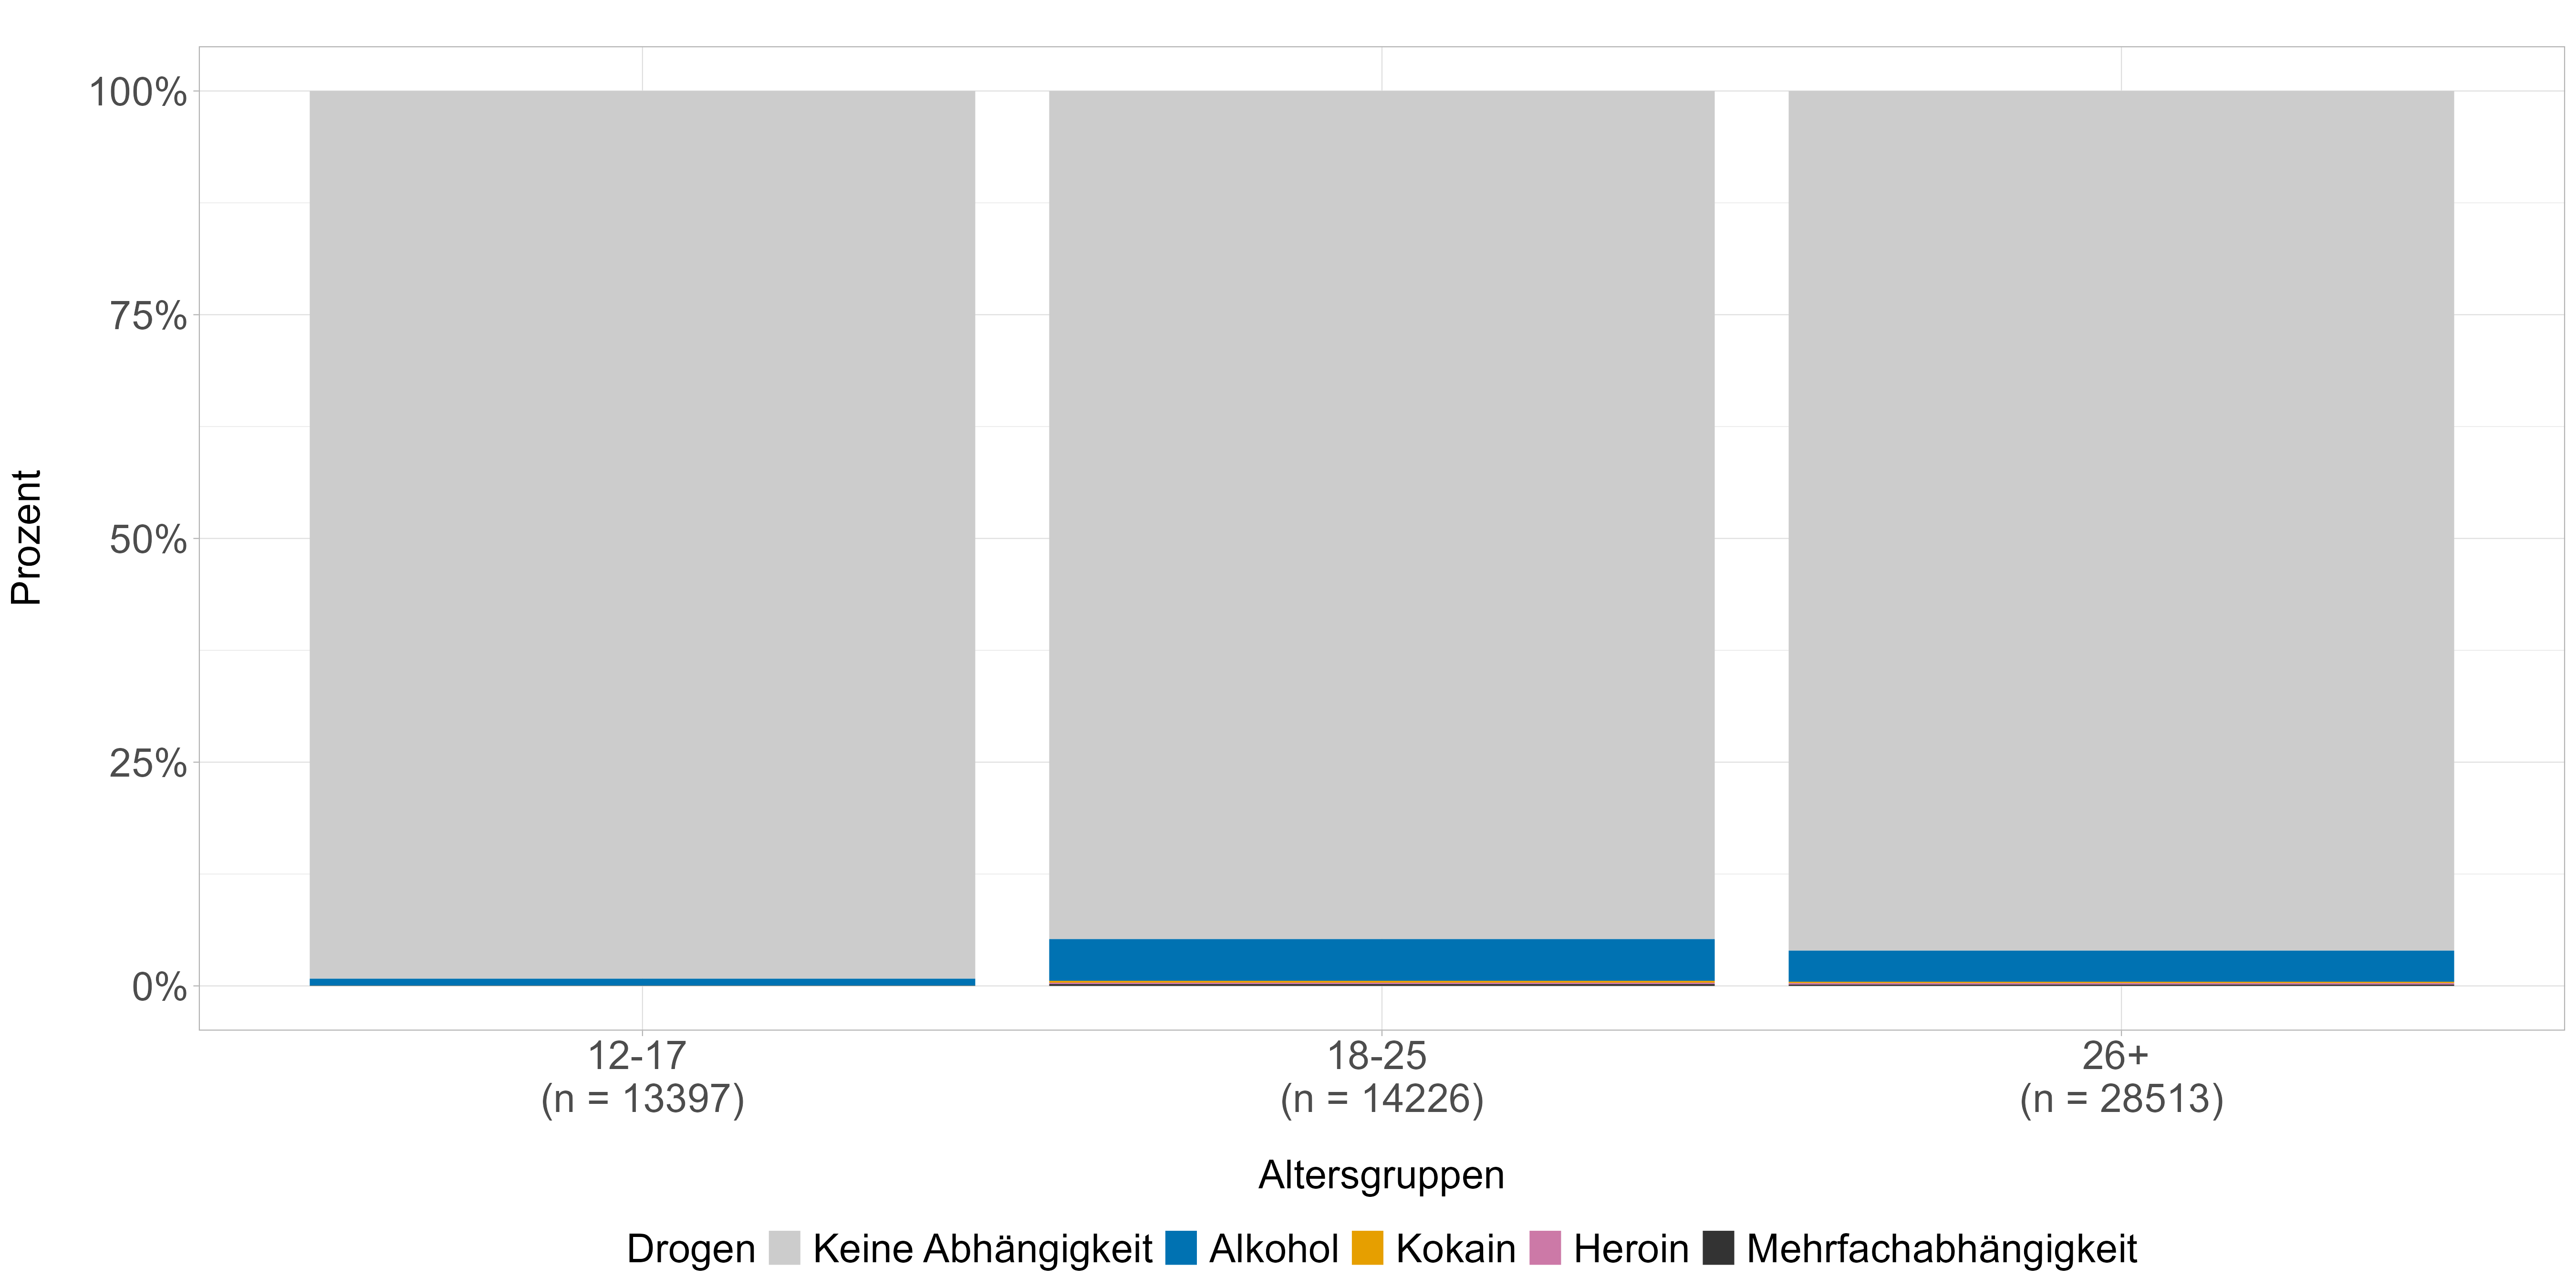 Prozent
100%
75%
50%
25%
0%
12-17
(n = 13397)
18-25
(n = 14226)
26+
(n = 28513)
Altersgruppen
Drogen Keine Abhängigkeit Alkohol Kokain Heroin Mehrfachabhängigkeit